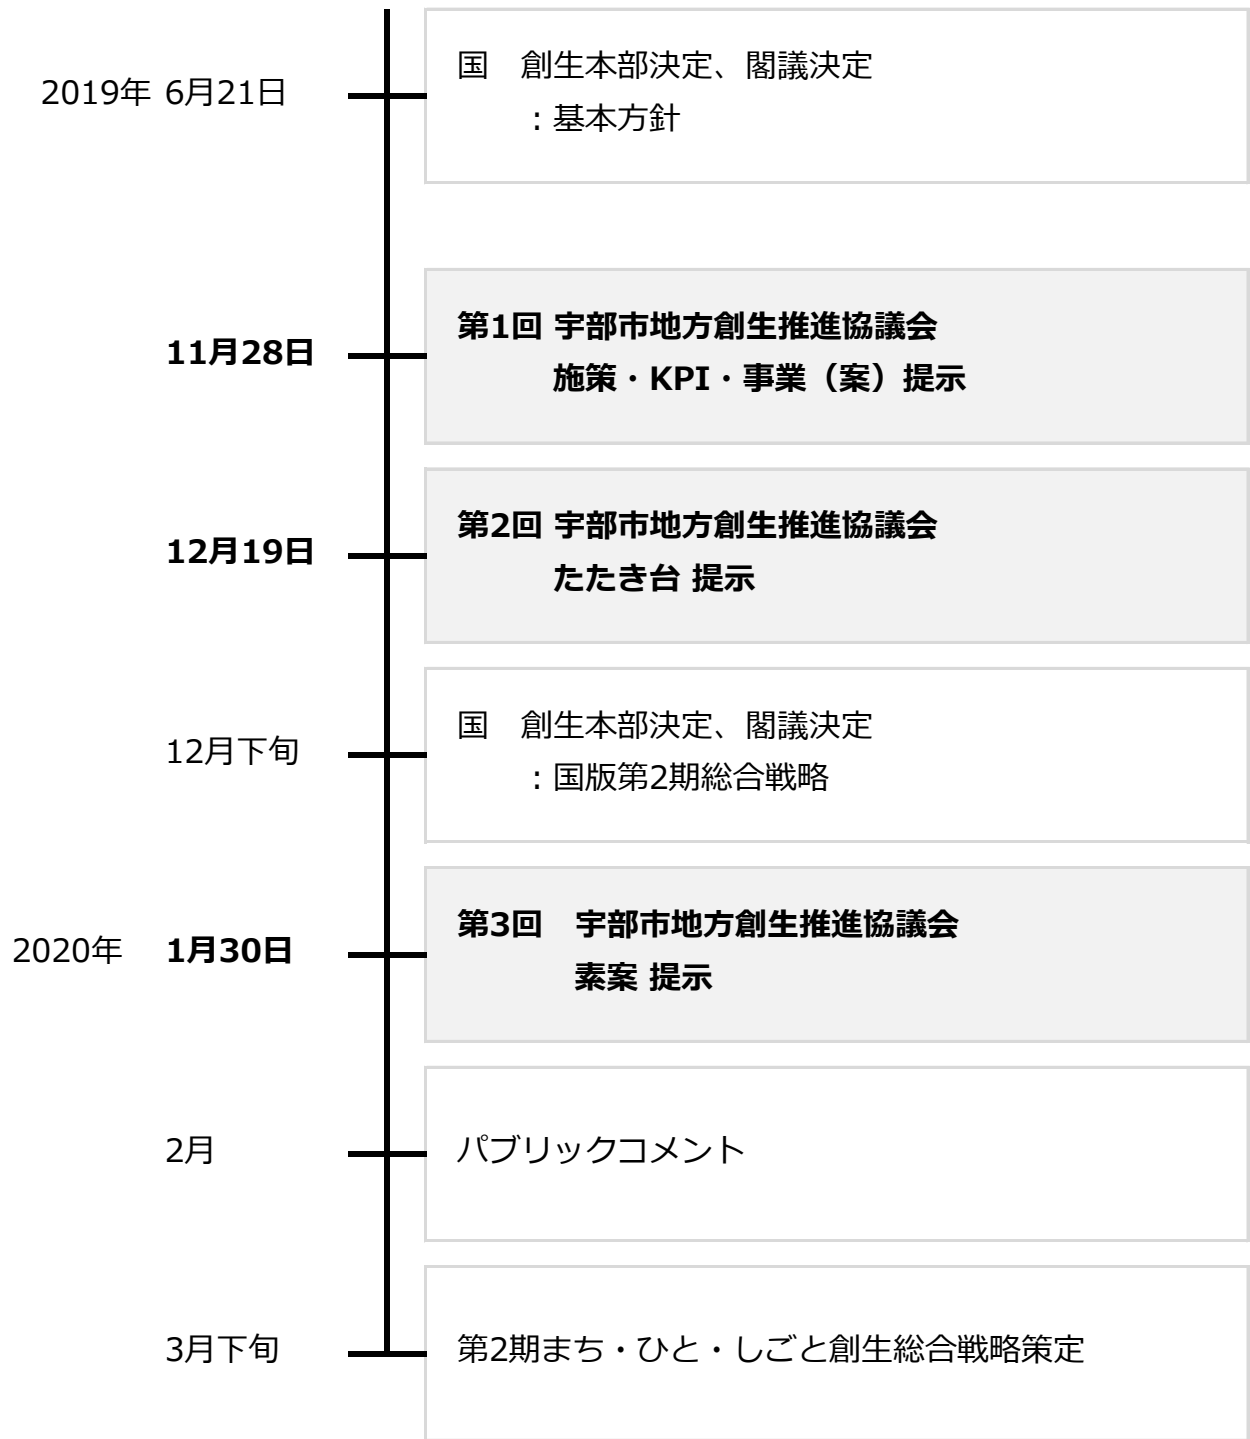 2019年 6月21日
国　創生本部決定、閣議決定
：基本方針
11月28日
第1回 宇部市地方創生推進協議会
施策・KPI・事業（案）提示
12月19日
第2回 宇部市地方創生推進協議会
たたき台 提示
12月下旬
国　創生本部決定、閣議決定
：国版第2期総合戦略
2020年　1月30日
第3回　宇部市地方創生推進協議会
素案 提示
2月
パブリックコメント
3月下旬
第2期まち・ひと・しごと創生総合戦略策定